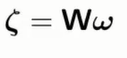 ζ = Wω